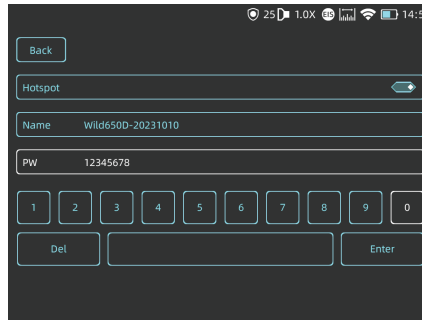 25 1.0X EIS 14:5
Back
Hotspot
Name Wild650D-20231010
PW 12345678
1 2 3 4 5 6 7 8 9 0
Del Enter